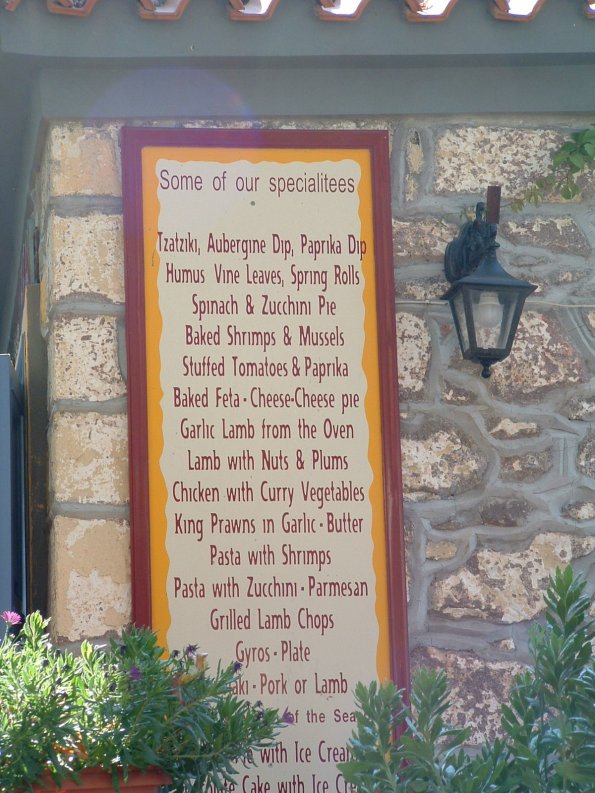 Some of our specialitees
Tzatziki, Aubergine Dip, Paprika Dip
Humus Vine Leaves, Spring Rolls
Spinach & Zucchini Pie
Baked Shrimps & Mussels
Stuffed Tomatoes & Paprika
Baked Feta - Cheese-Cheese pie
Garlic Lamb from the Oven
Lamb with Nuts & Plums
Chicken with Curry Vegetables
King Prawns in Garlic - Butter
Pasta with Shrimps
Pasta with Zucchini - Parmesan
Grilled Lamb Chops
Gyros - Plate
- Pork or Lamb
of the Sea
with Ice
Cake with Ice